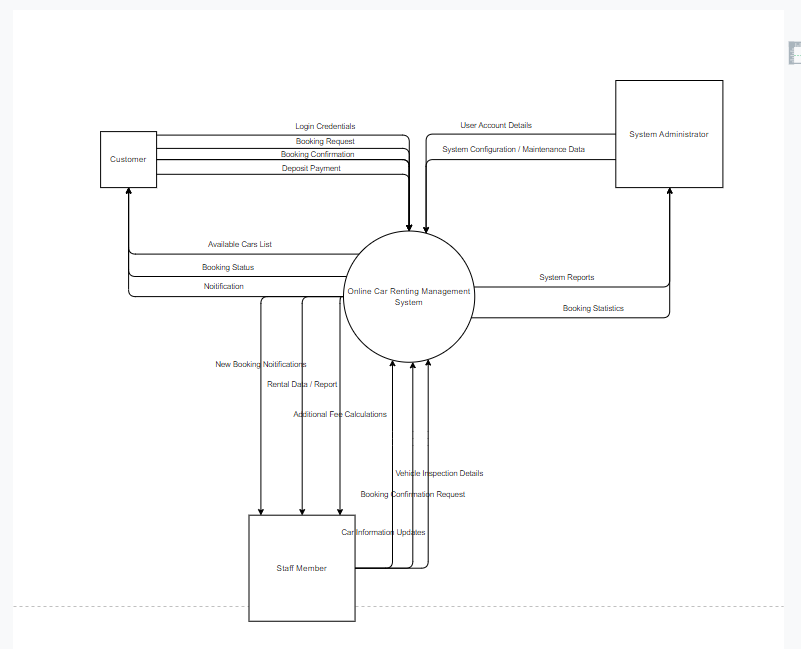 Login Credentials
User Account Details
System Administrator
Booking Request
System Configuration / Maintenance Data
Booking Confirmation
Customer
Deposit Payment
Available Cars List
Booking Status
System Reports
Noitification
Online Car Renting Management
System
Booking Statistics
New Booking Noitifications
Rental Data / Report
Additional Fee Calculations
Vehicle Inspection Details
Booking Confirmation Request
Car Information Updates
Staff Member